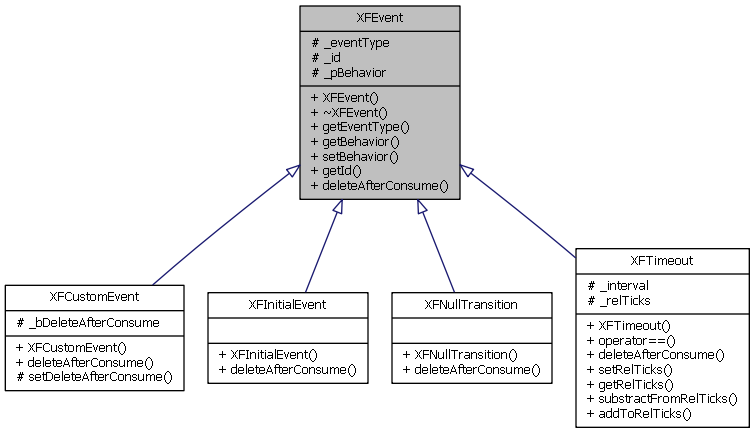 XFEvent
# _eventType
# _id
# _pBehavior
+ XFEvent()
+ ~XFEvent()
+ getEventType()
+ getBehavior()
+ setBehavior()
+ getId()
+ deleteAfterConsume()
XFCustomEvent
# _bDeleteAfterConsume
+ XFCustomEvent()
+ deleteAfterConsume()
# setDeleteAfterConsume()
XFInitialEvent
+ XFInitialEvent()
+ deleteAfterConsume()
XFNullTransition
+ XFNullTransition()
+ deleteAfterConsume()
XFTimeout
# _interval
# _relTicks
+ XFTimeout()
+ operator==()
+ deleteAfterConsume()
+ setRelTicks()
+ getRelTicks()
+ substractFromRelTicks()
+ addToRelTicks()